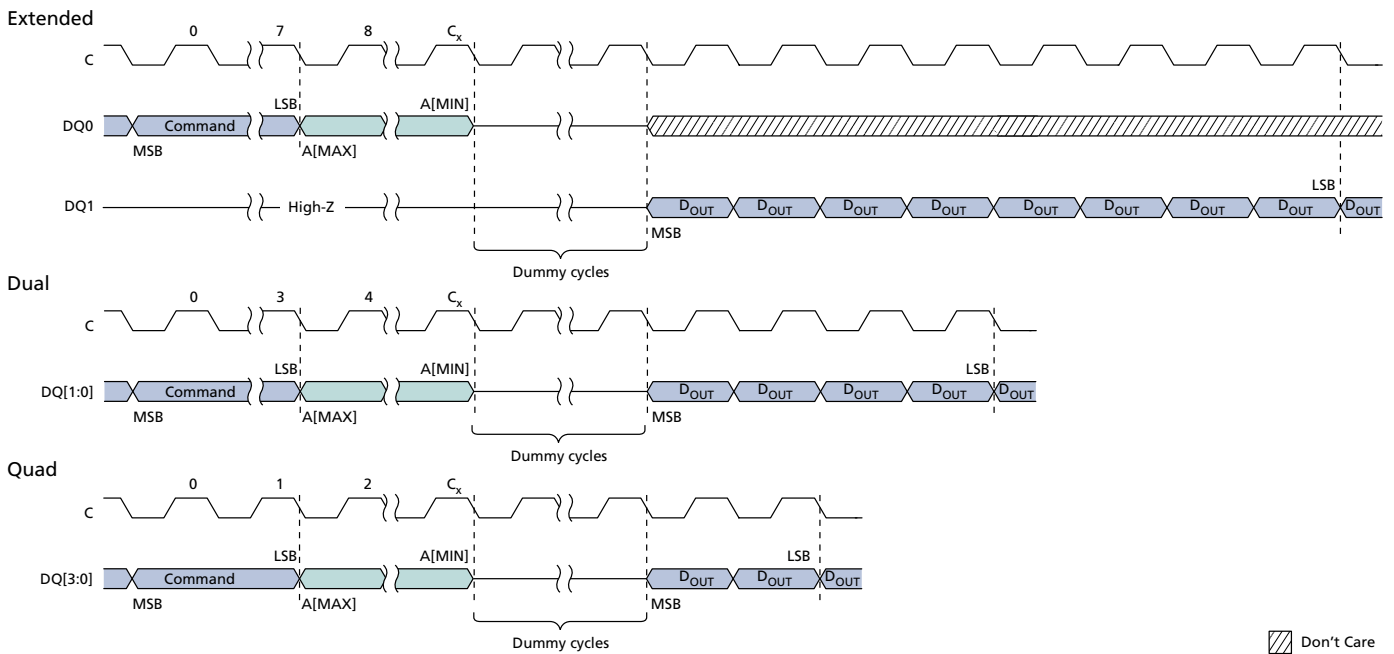 Extended
0 7 8 Cx
C
LSB A[MIN]
DQ0 Command
MSB A[MAX]
LSB
DQ1 High-Z DOUT DOUT DOUT DOUT DOUT DOUT DOUT DOUT DOUT
MSB
Dummy cycles
Dual
0 3 4 Cx
C
LSB A[MIN] LSB
DQ[1:0] Command DOUT DOUT DOUT DOUT DOUT
MSB A[MAX] MSB
Dummy cycles
Quad
0 1 2 Cx
C
LSB A[MIN] LSB
DQ[3:0] Command DOUT DOUT DOUT
MSB A[MAX] MSB
Dummy cycles
Don't Care